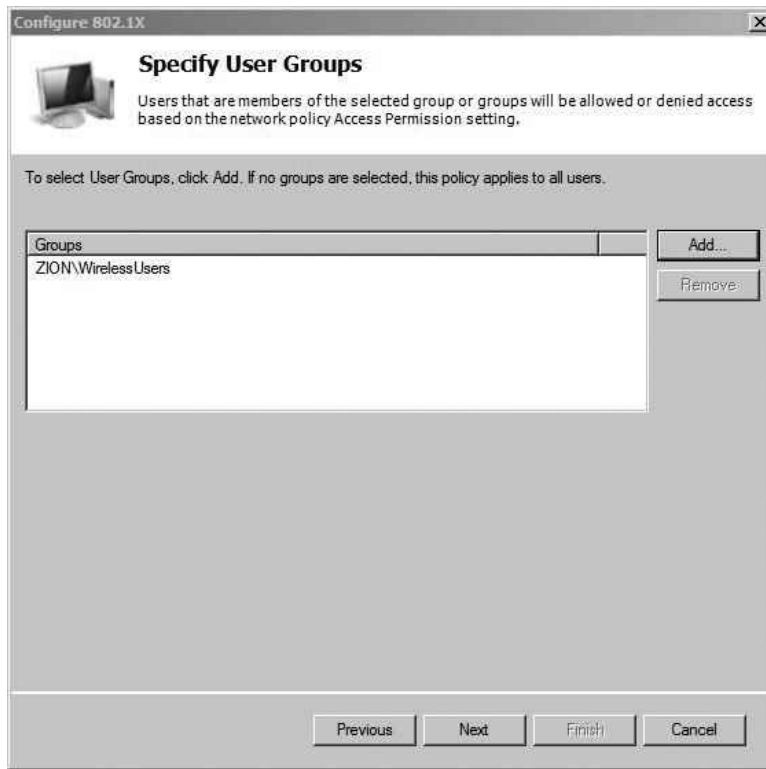 Configure 802.1X
Specify User Groups
Users that are members of the selected group or groups will be allowed or denied access
based on the network policy Access Permission setting.
To select User Groups, click Add. If no groups are selected, this policy applies to all users.
Groups
ZION\WirelessUsers
Add...
Remove
Previous
Next
Finish
Cancel